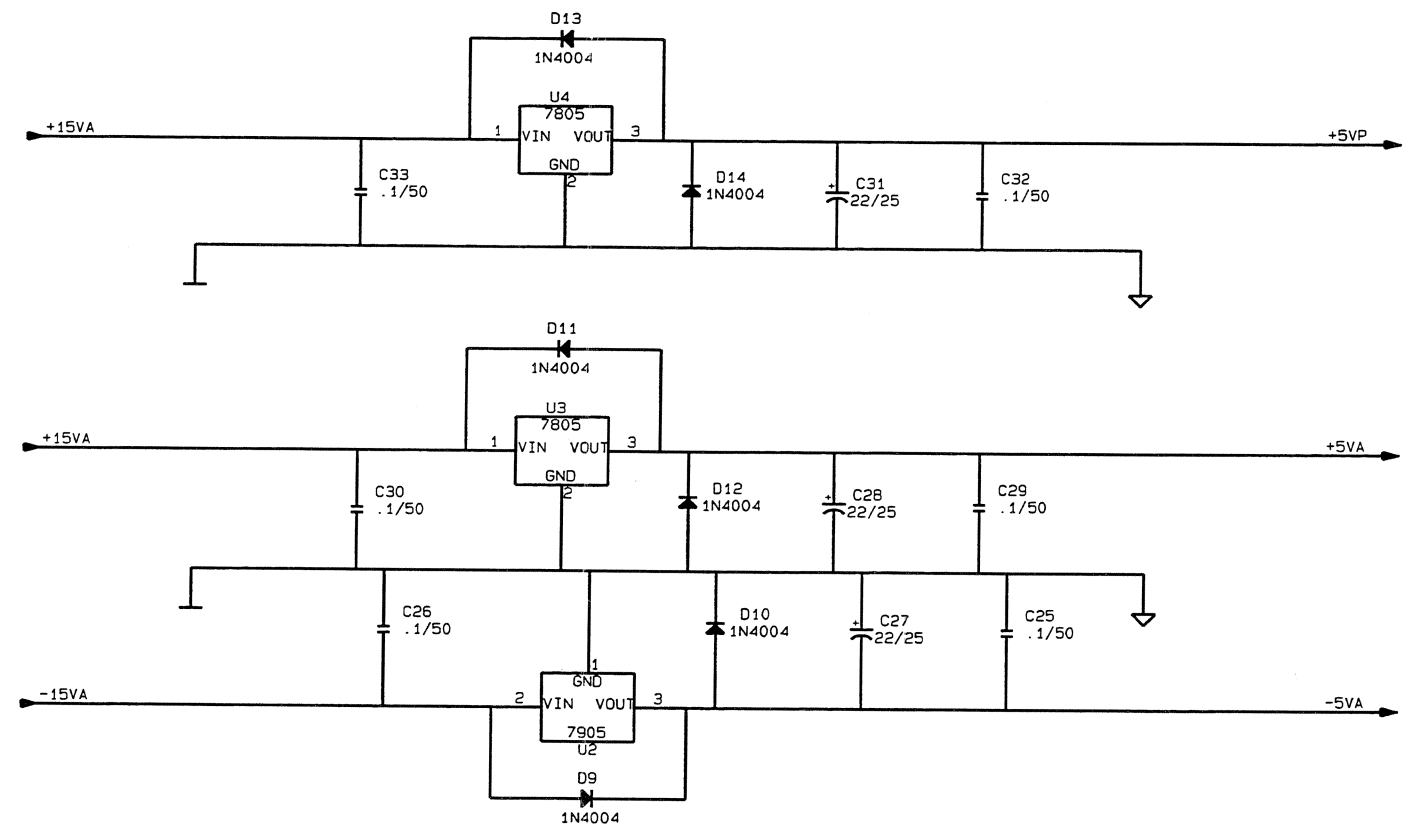 D13
1N4004
U4
7805
+15VA
1
VIN VOUT
3
+5VP
GND
2
C33
.1/50
D14
1N4004
+
C31
22/25
C32
.1/50
D11
1N4004
U3
7805
+15VA
1
VIN VOUT
3
+5VA
GND
2
C30
.1/50
D12
1N4004
+
C28
22/25
C29
.1/50
C26
.1/50
D10
1N4004
+
C27
22/25
C25
.1/50
1
GND
-15VA
2
VIN VOUT
3
-5VA
7905
U2
D9
1N4004